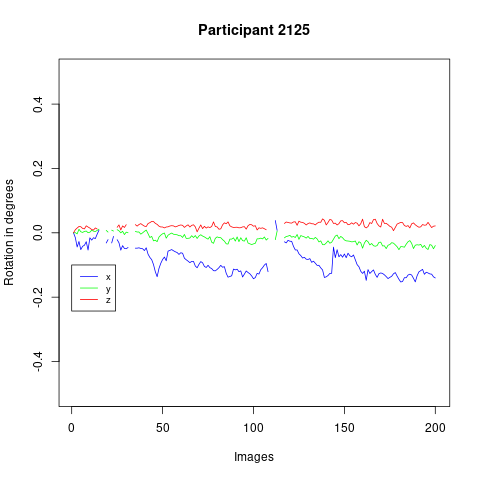 Participant 2125
Rotation in degrees
0.4
0.2
0.0
-0.2
-0.4
x
y
z
0 50 100 150 200
Images